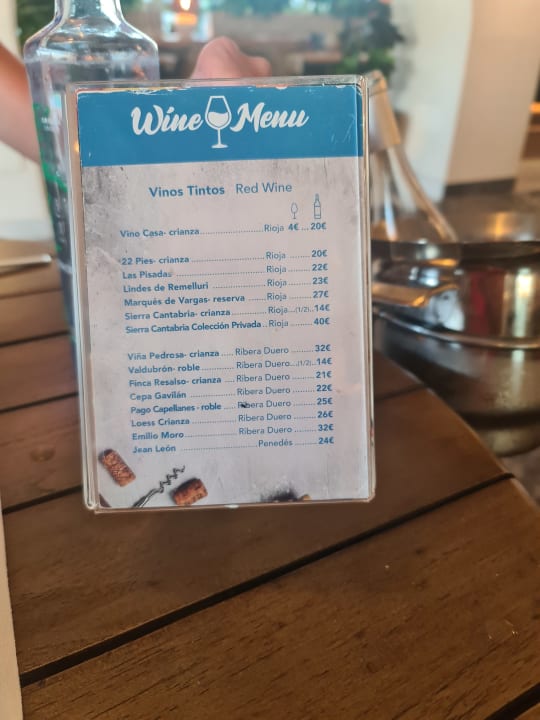 Wine Menu
Vinos Tintos Red Wine
Vino Casa- crianza.....................Rioja 4€ ... 20€
22 Pies- crianza.........................Rioja ........ 20€
Las Pisadas ...............................Rioja ........ 22€
Lindes de Remelluri ..................Rioja ........ 23€
Marqués de Vargas- reserva ......Rioja ........ 27€
Sierra Cantabria- crianza............Rioja...(1/2)..14€
Sierra Cantabria Colección Privada ..Rioja ........ 40€
Viña Pedrosa- crianza .... Ribera Duero ......... 32€
Valdubrón- roble ............ Ribera Duero...(1/2)..14€
Finca Resalso- crianza .... Ribera Duero ......... 21€
Cepa Gavilán ................. Ribera Duero ......... 22€
Pago Capellanes- roble .... Ribera Duero ......... 25€
Loess Crianza ................. Ribera Duero ......... 26€
Emilio Moro.................... Ribera Duero ......... 32€
Jean León ............................. Penedés ......... 24€